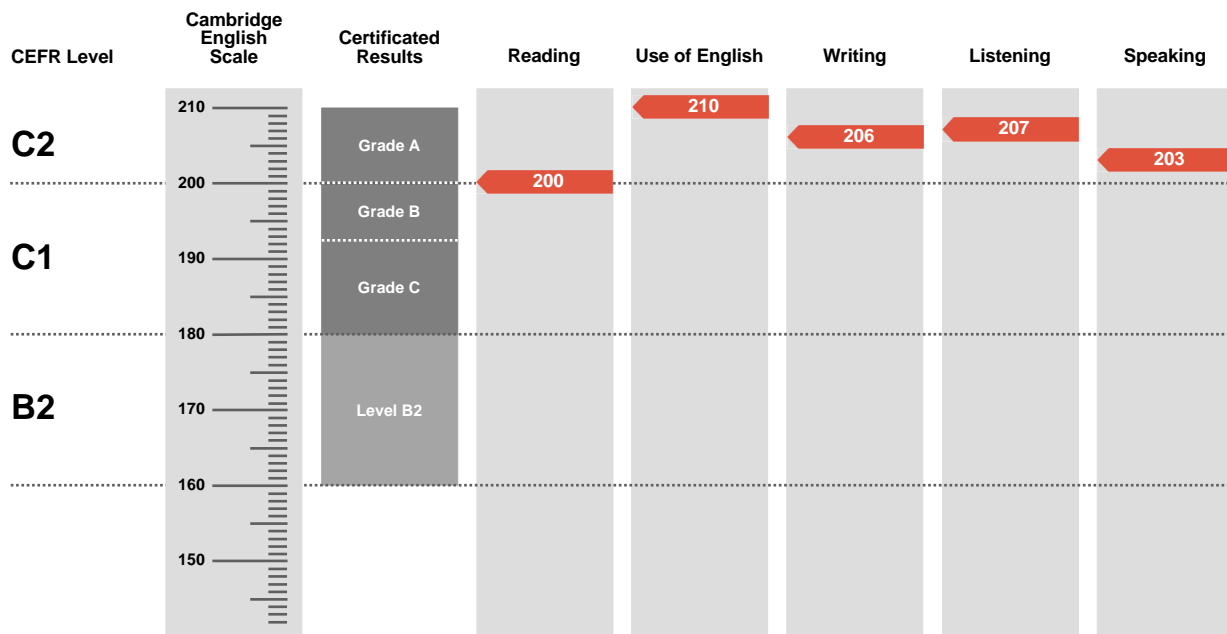 CEFR Level
Cambridge
English
Scale
Certificated
Results
Reading
Use of English
Writing
Listening
Speaking
C2
C1
B2
210
200
190
180
170
160
150
Grade A
Grade B
Grade C
Level B2
200
210
206
207
203